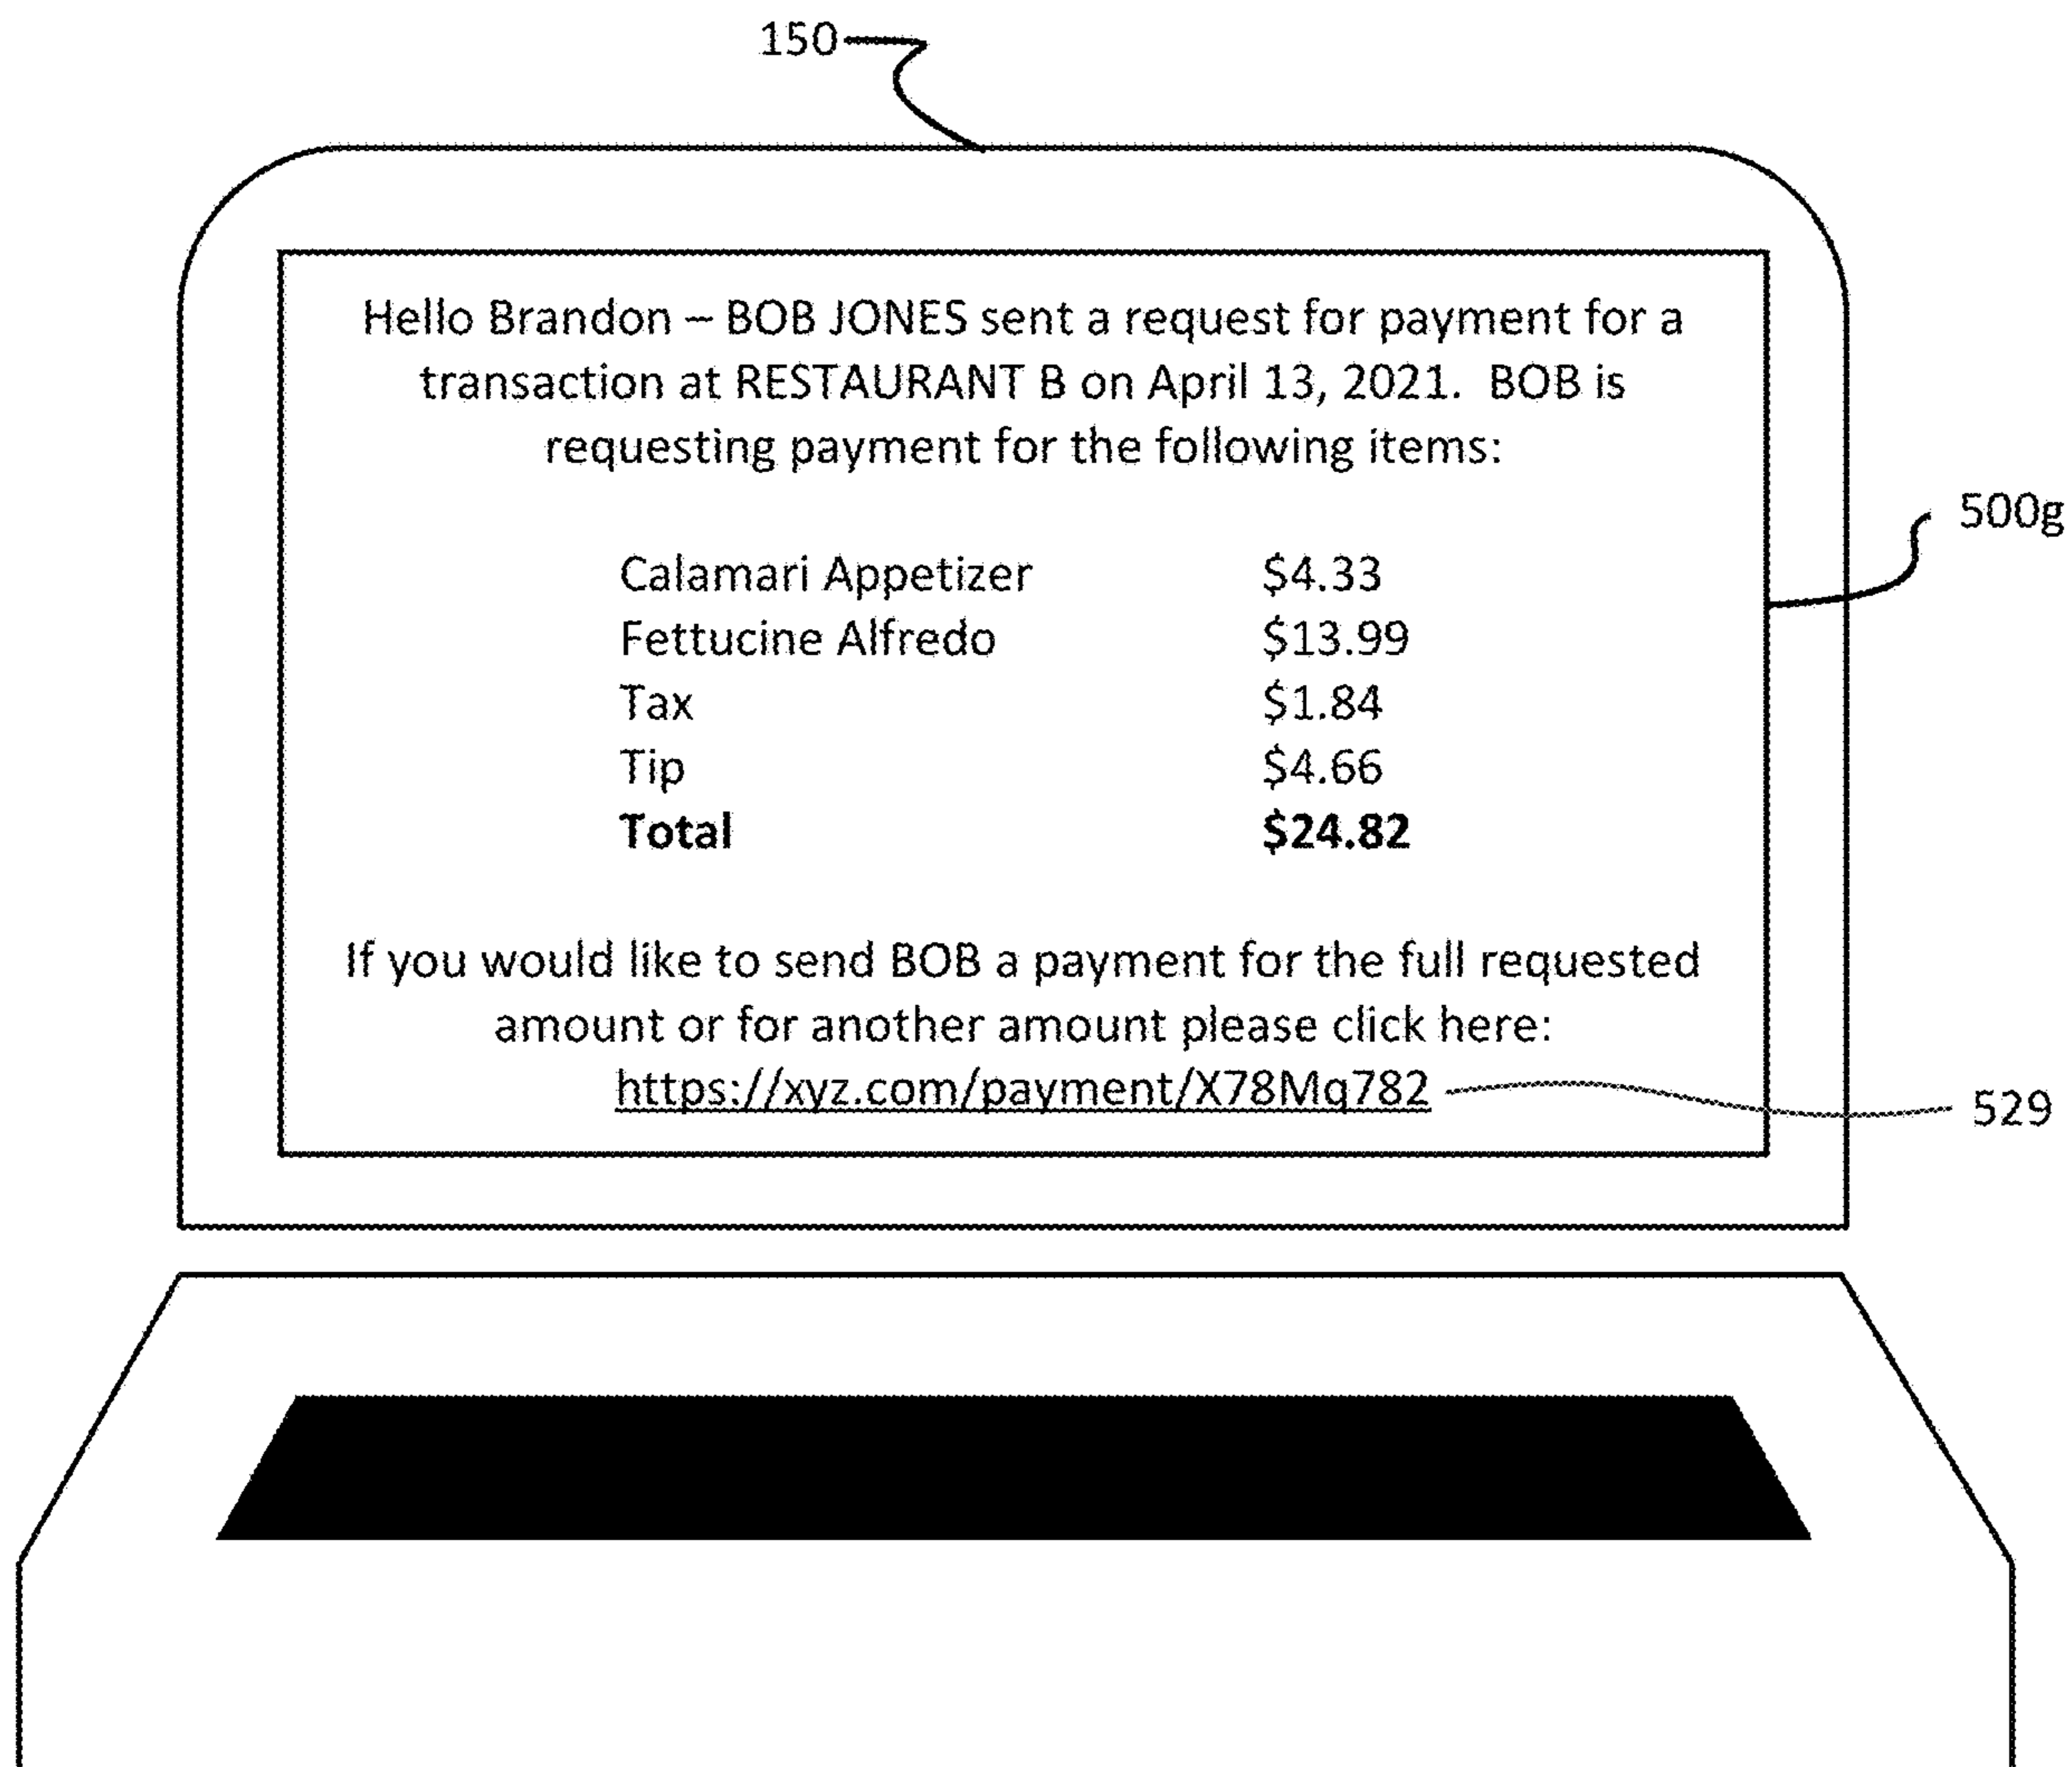 150
Hello Brandon – BOB JONES sent a request for payment for a
transaction at RESTAURANT B on April 13, 2021.  BOB is
requesting payment for the following items:
500g
Calamari Appetizer $4.33
Fettucine Alfredo $13.99
Tax $1.84
Tip $4.66
Total $24.82
If you would like to send BOB a payment for the full requested
amount or for another amount please click here:
https://xyz.com/payment/X78Mq782
529